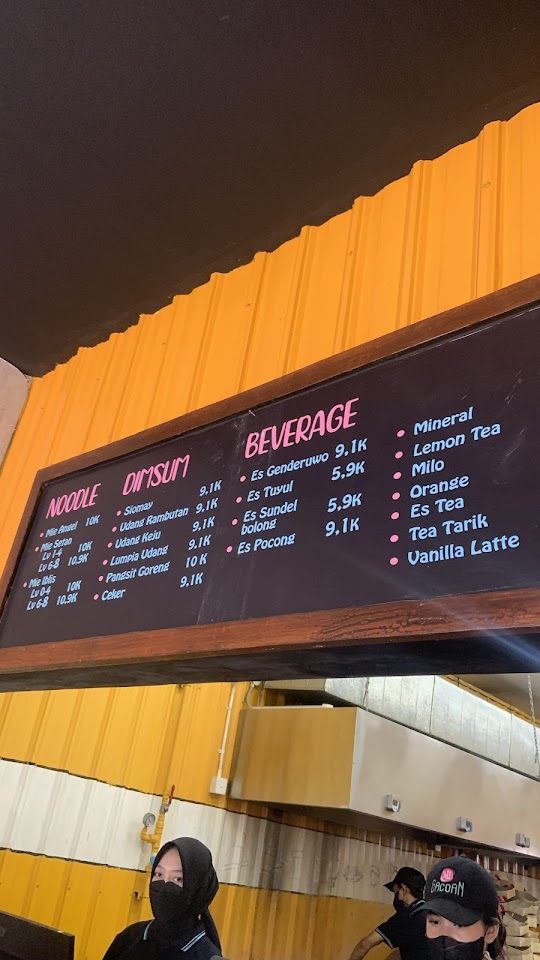 NOODLE
• Mie Angel 10K
• Mie Setan
Lv 1-4 10K
Lv 6-8 10,9K
• Mie Iblis
Lv 0-4 10K
Lv 6-8 10,9K
DIMSUM
• Siomay 9,1K
• Udang Rambutan 9,1K
• Udang Keju 9,1K
• Lumpia Udang 9,1K
• Pangsit Goreng 10 K
• Ceker 9,1K
BEVERAGE
• Es Genderuwo 9,1K
• Es Tuyul 5,9K
• Es Sundel
bolong 5,9K
• Es Pocong 9,1K
• Mineral
• Lemon Tea
• Milo
• Orange
• Es Tea
• Tea Tarik
• Vanilla Latte
GACOAN